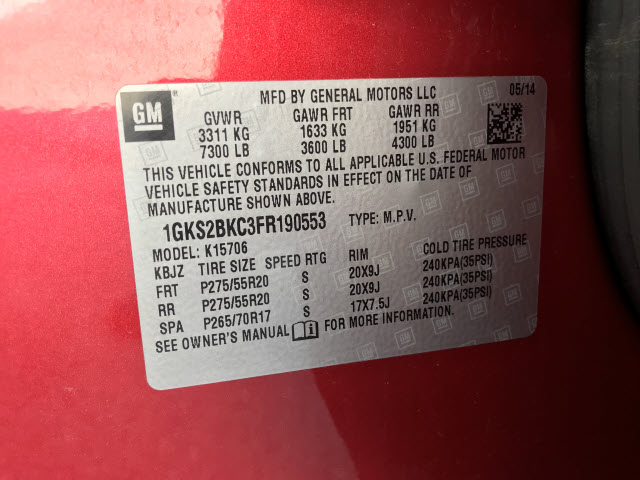 GM
MFD BY GENERAL MOTORS LLC 05/14
GVWR GAWR FRT GAWR RR
3311 KG 1633 KG 1951 KG
7300 LB 3600 LB 4300 LB
THIS VEHICLE CONFORMS TO ALL APPLICABLE U.S. FEDERAL MOTOR
VEHICLE SAFETY STANDARDS IN EFFECT ON THE DATE OF
MANUFACTURE SHOWN ABOVE.
1GKS2BKC3FR190553 TYPE: M.P.V.
MODEL: K15706
KBJZ TIRE SIZE SPEED RTG RIM COLD TIRE PRESSURE
FRT P275/55R20 S 20X9J 240KPA(35PSI)
RR P275/55R20 S 20X9J 240KPA(35PSI)
SPA P265/70R17 S 17X7.5J 240KPA(35PSI)
SEE OWNER'S MANUAL FOR MORE INFORMATION.